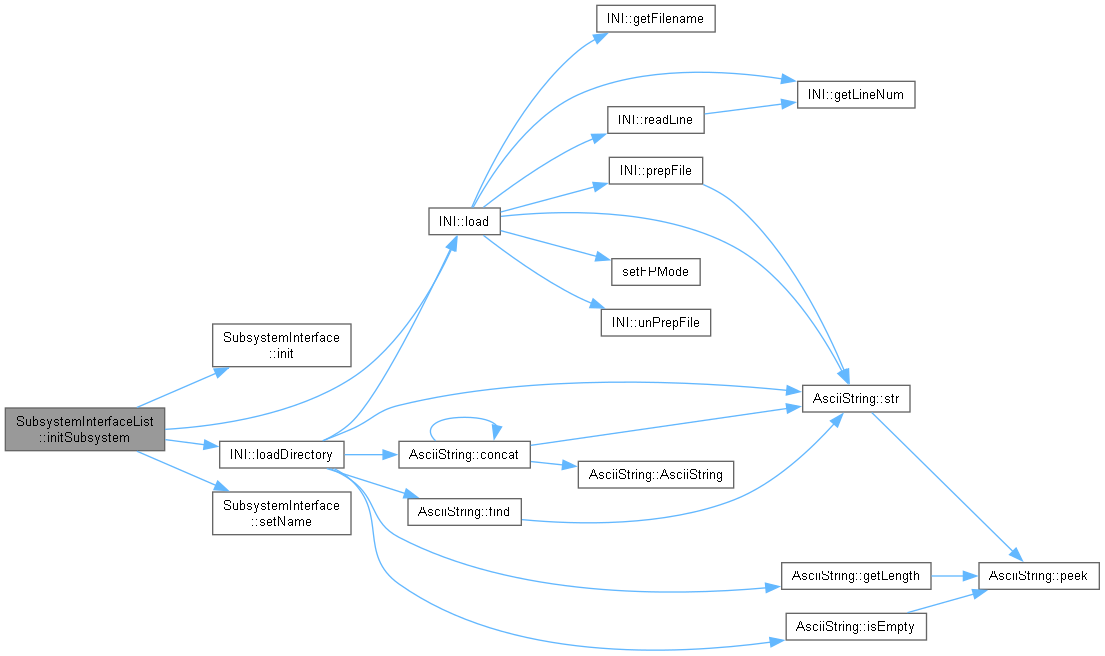 INI::getFilename
INI::getLineNum
INI::readLine
INI::prepFile
INI::load
setFPMode
INI::unPrepFile
SubsystemInterface
::init
SubsystemInterfaceList
::initSubsystem
AsciiString::str
INI::loadDirectory
AsciiString::concat
AsciiString::AsciiString
SubsystemInterface
::setName
AsciiString::find
AsciiString::getLength
AsciiString::peek
AsciiString::isEmpty